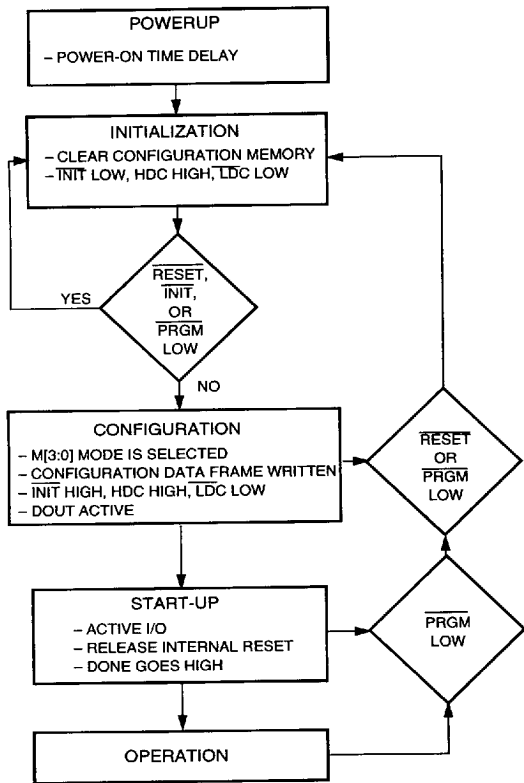 POWERUP
– POWER-ON TIME DELAY
INITIALIZATION
– CLEAR CONFIGURATION MEMORY
– INIT LOW, HDC HIGH, LDC LOW
YES
RESET,
INIT,
OR
PRGM
LOW
NO
CONFIGURATION
– M[3:0] MODE IS SELECTED
– CONFIGURATION DATA FRAME WRITTEN
– INIT HIGH, HDC HIGH, LDC LOW
– DOUT ACTIVE
RESET
OR
PRGM
LOW
START-UP
– ACTIVE I/O
– RELEASE INTERNAL RESET
– DONE GOES HIGH
PRGM
LOW
OPERATION